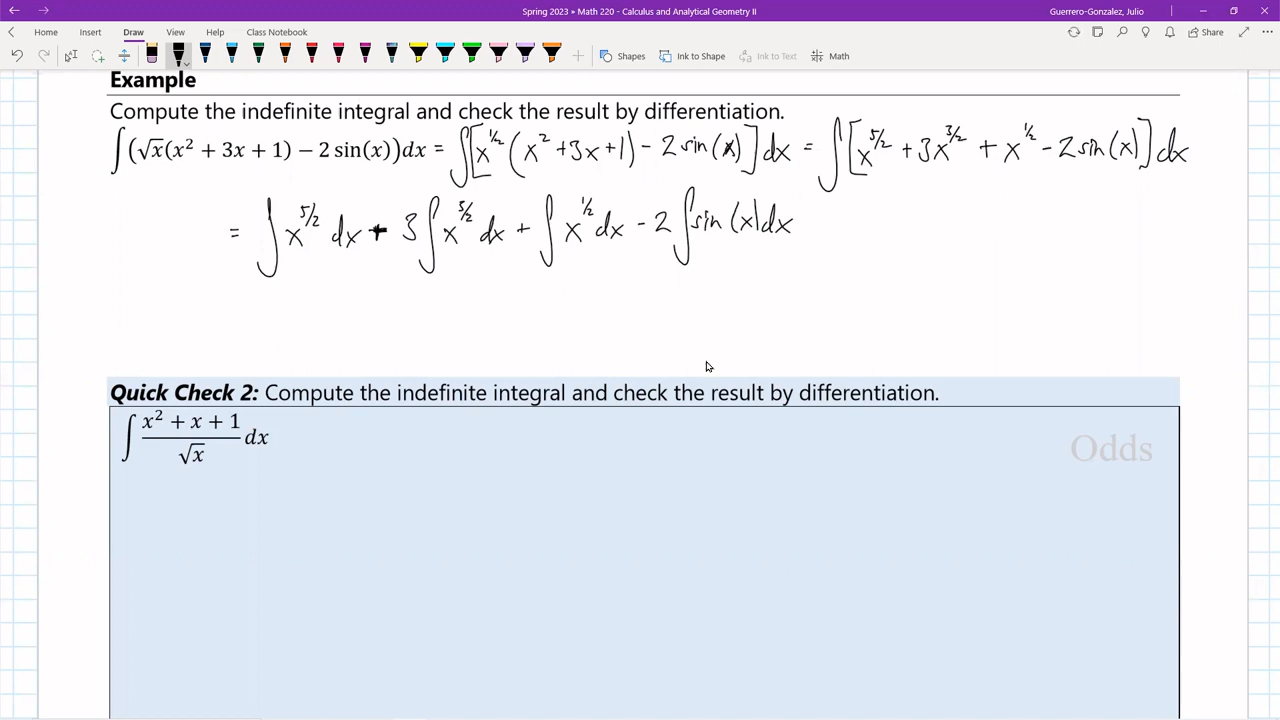 Spring 2023 » Math 220 - Calculus and Analytical Geometry II
Guerrero-Gonzalez, Julio
Home Insert Draw View Help Class Notebook
Share
Shapes Ink to Shape Ink to Text Math
Example
Compute the indefinite integral and check the result by differentiation.
∫(√x(x² + 3x + 1) − 2 sin(x))dx = ∫[x^{1/2}(x² + 3x + 1) − 2 sin(x)]dx = ∫[x^{5/2} + 3x^{3/2} + x^{1/2} − 2 sin(x)]dx
= ∫x^{5/2} dx + 3∫x^{5/2} dx + ∫x^{1/2} dx − 2∫sin(x)dx
Quick Check 2: Compute the indefinite integral and check the result by differentiation.
∫ (x² + x + 1)/√x dx
Odds